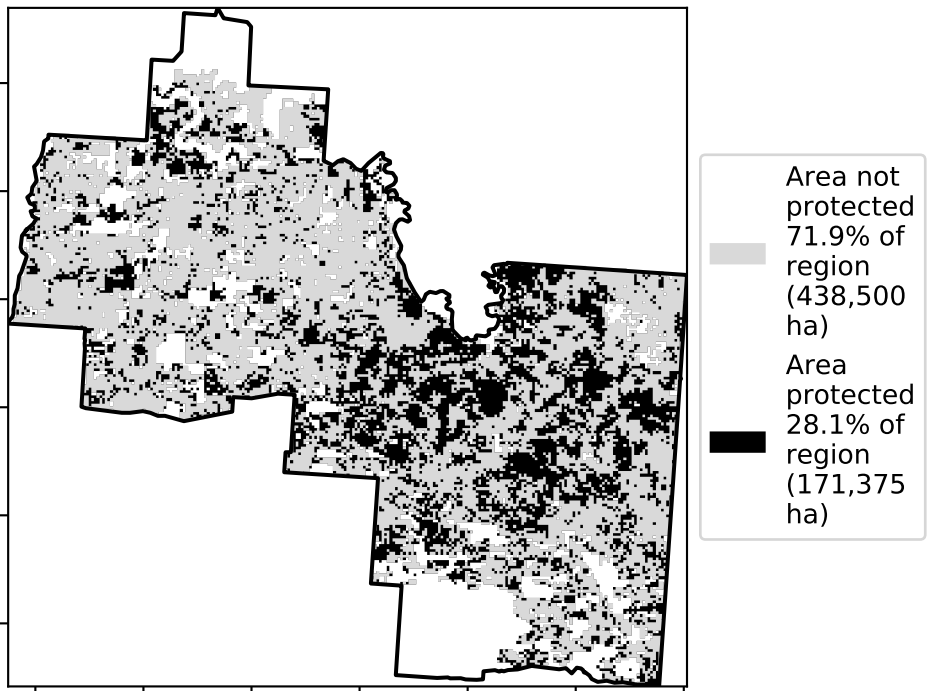 Area not
protected
71.9% of
region
(438,500
ha)
Area
protected
28.1% of
region
(171,375
ha)